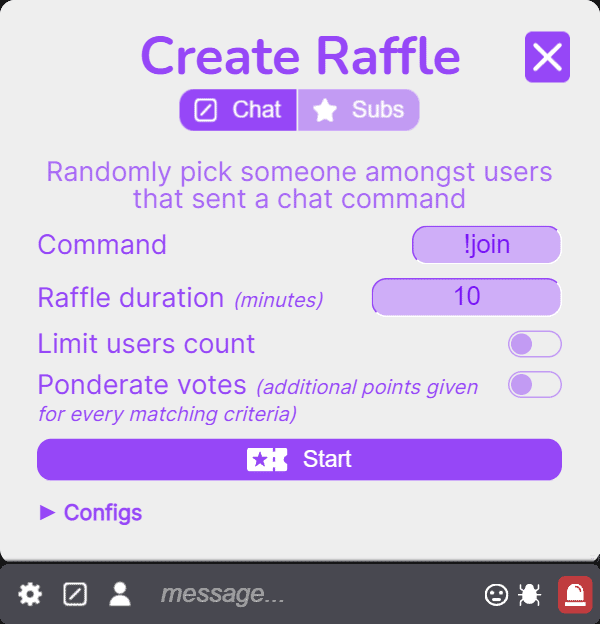 Create Raffle
Chat
Subs
Randomly pick someone amongst users
that sent a chat command
Command
!join
Raffle duration (minutes)
10
Limit users count
Ponderate votes (additional points given
for every matching criteria)
Start
Configs
message...